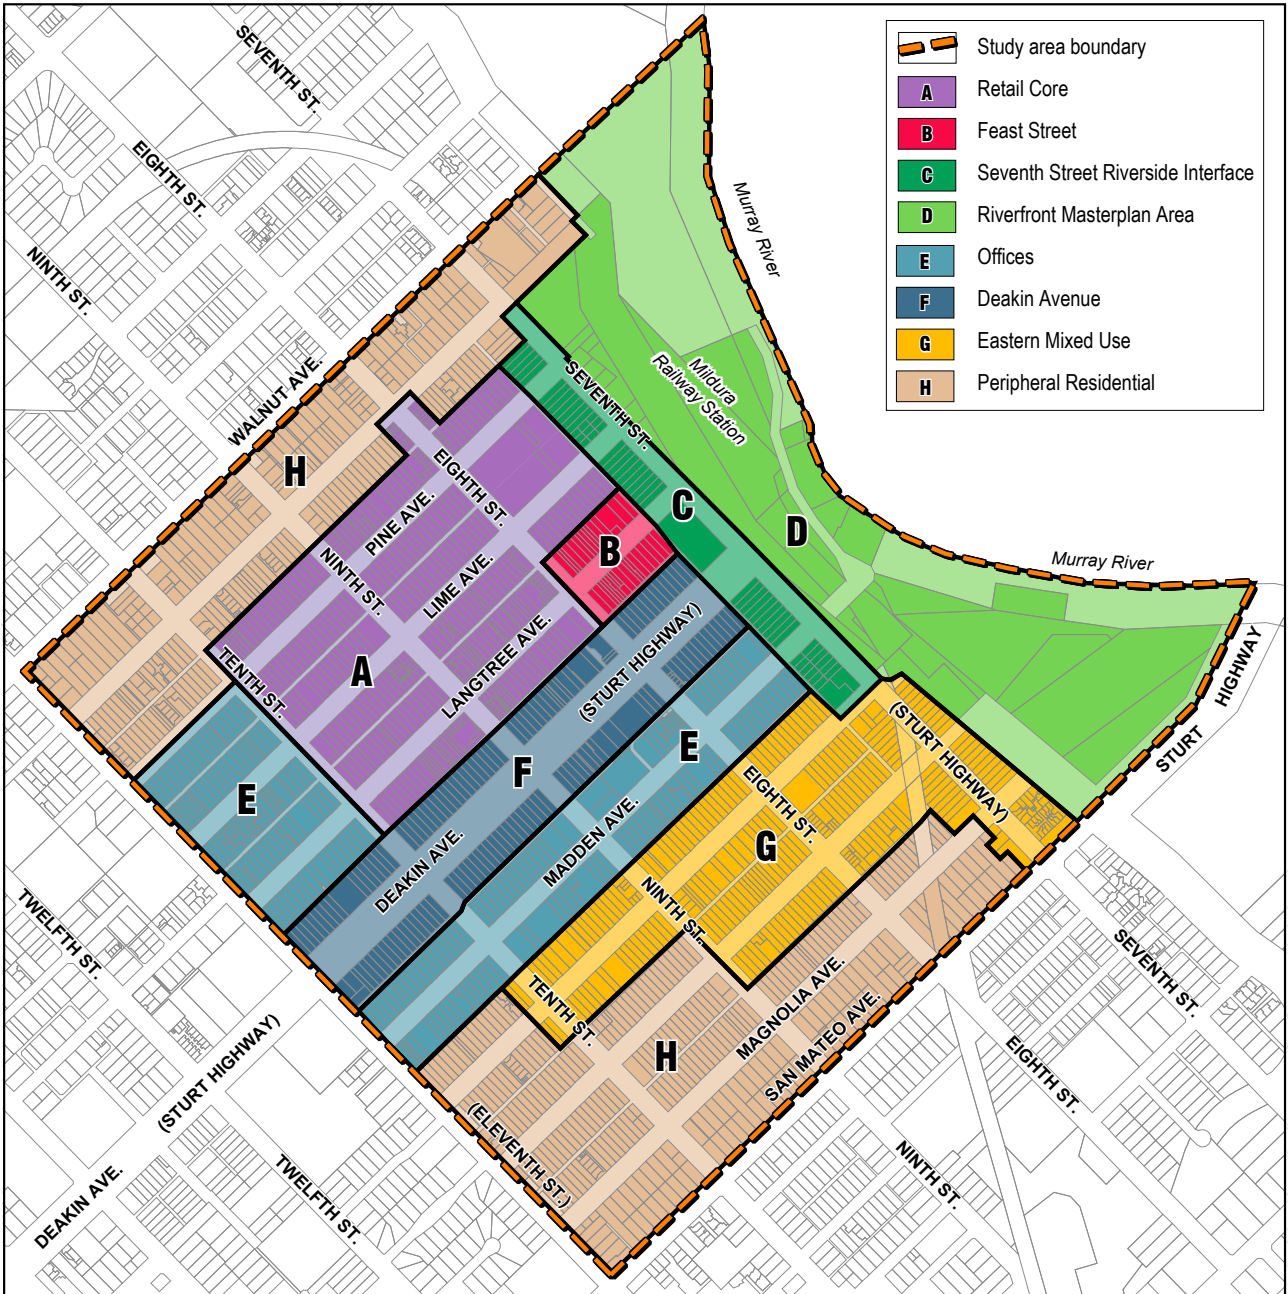 Study area boundary
A Retail Core
B Feast Street
C Seventh Street Riverside Interface
D Riverfront Masterplan Area
E Offices
F Deakin Avenue
G Eastern Mixed Use
H Peripheral Residential
SEVENTH ST.
EIGHTH ST.
NINTH ST.
WALNUT AVE.
Murray River
Mildura
Railway Station
SEVENTH ST.
H
C
D
EIGHTH ST.
PINE AVE.
B
NINTH ST.
LIME AVE.
Murray River
LANGTREE AVE.
A
TENTH ST.
(STURT HIGHWAY)
STURT
HIGHWAY
E
F
E
(STURT HIGHWAY)
EIGHTH ST.
DEAKIN AVE.
MADDEN AVE.
G
NINTH ST.
TWELFTH ST.
TENTH ST.
MAGNOLIA AVE.
SAN MATEO AVE.
SEVENTH ST.
H
EIGHTH ST.
(STURT HIGHWAY)
(ELEVENTH ST.)
NINTH ST.
DEAKIN AVE.
TWELFTH ST.